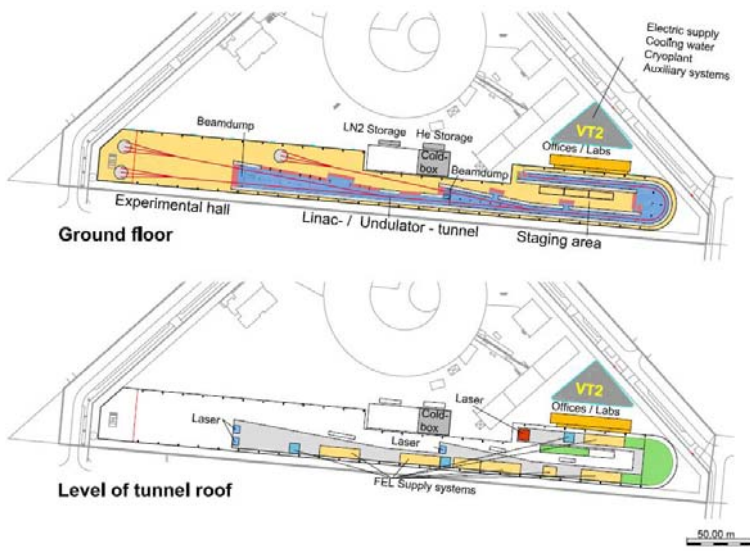 Electric supply
Cooling water
Cryoplant
Auxiliary systems
VT2
Offices / Labs
LN2 Storage
He Storage
Beamdump
Cold-
box
Beamdump
Experimental hall
Linac- / Undulator - tunnel
Staging area
Ground floor
VT2
Offices / Labs
Laser
Cold-
box
Laser
Laser
FEL Supply systems
Level of tunnel roof
50.00 m